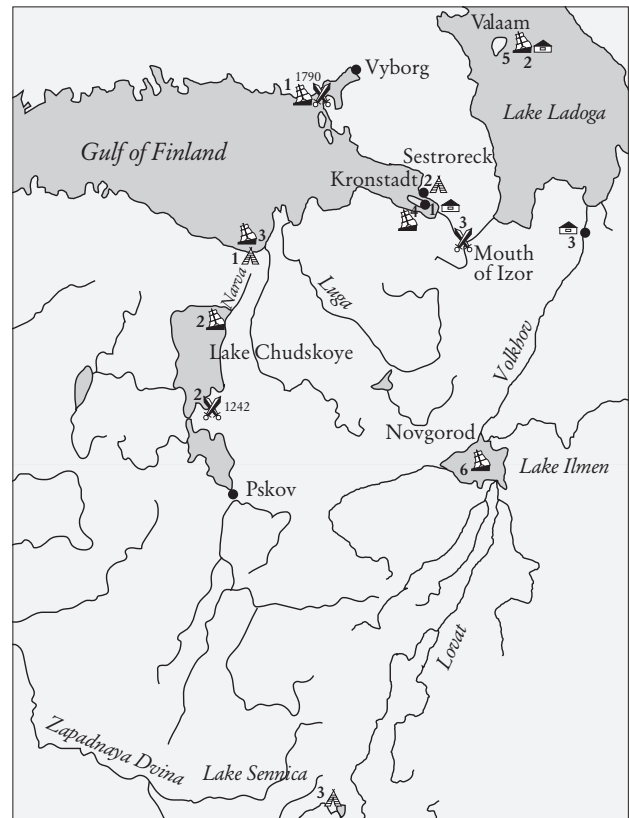 Valaam
5
2
1
1790
Vyborg
Lake Ladoga
Gulf of Finland
Sestroreck
Kronstadt
2
1
4
3
3
Mouth
of Izor
3
1
Narva
Luga
2
Lake Chudskoye
Volkhov
2
1242
Novgorod
6
Lake Ilmen
Pskov
Lovat
Zapadnaya Dvina
Lake Sennica
3